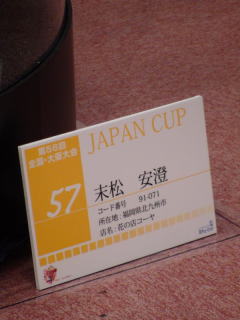 第56回
全国・大阪大会
JAPAN CUP
57
末松 安澄
コード番号 91-071
所在地：福岡県北九州市
店名：花の店コーヤ